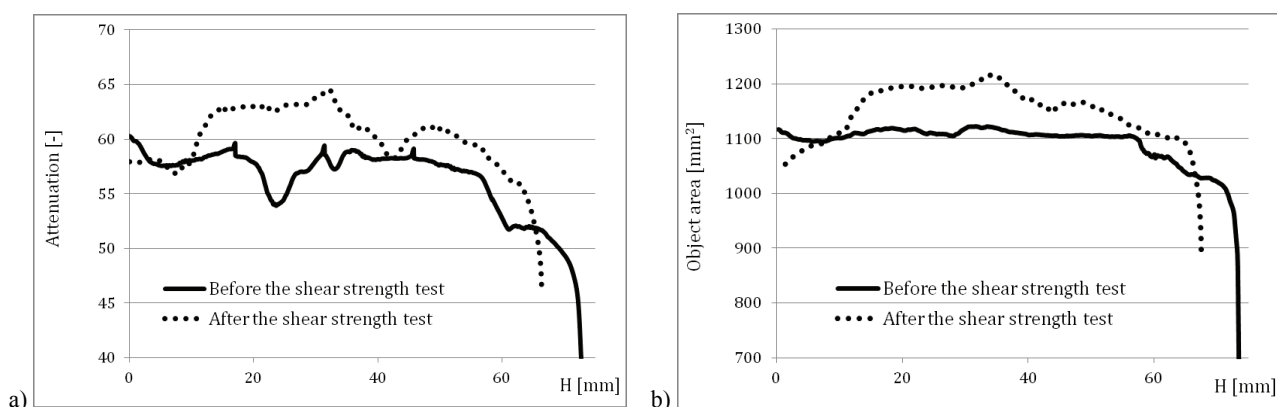 a)
Attenuation [-]
70
65
60
55
50
45
40
0
20
40
60
H [mm]
Before the shear strength test
After the shear strength test
b)
Object area [mm²]
1300
1200
1100
1000
900
800
700
0
20
40
60
H [mm]
Before the shear strength test
After the shear strength test